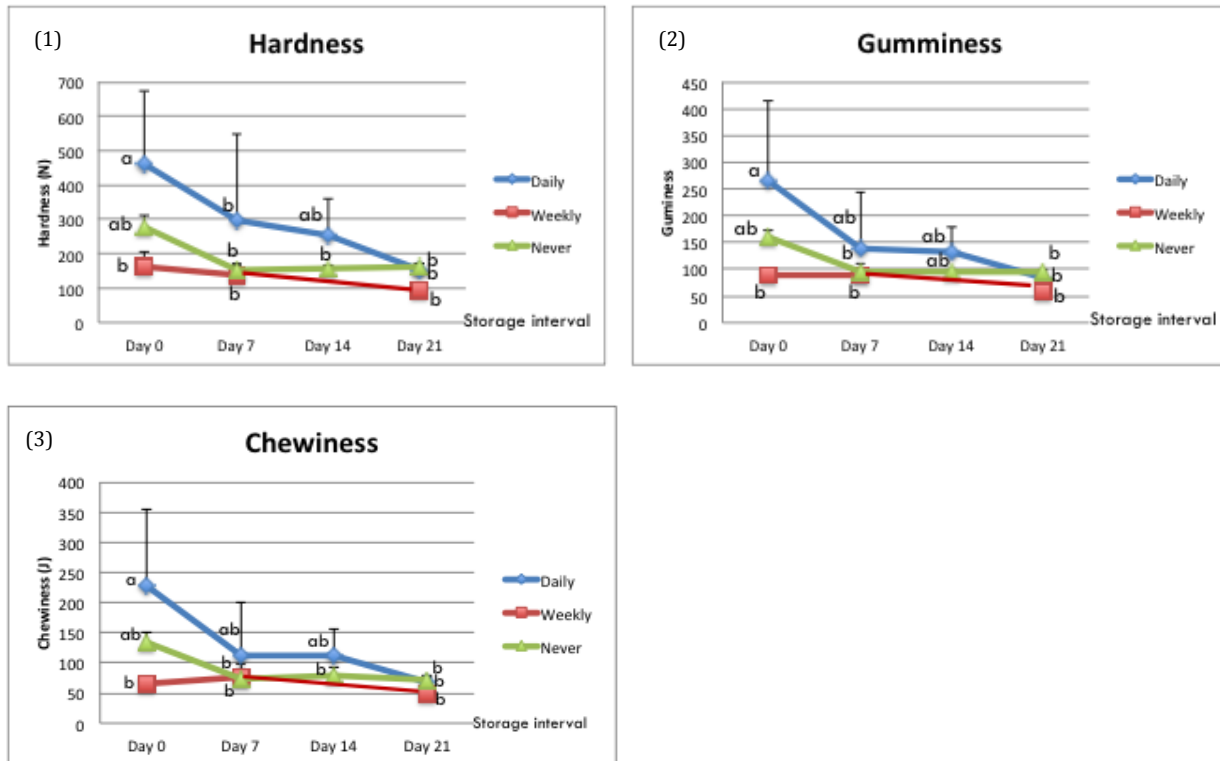 (1)
Hardness
Hardness (N)
700
600
500
400
300
200
100
0
a
ab
b
b
b
b
ab
b
b
b
b
Day 0
Day 7
Day 14
Day 21
Storage interval
Daily
Weekly
Never
(2)
Gumminess
Guminess
450
400
350
300
250
200
150
100
50
0
a
ab
b
ab
b
b
ab
ab
b
b
b
Day 0
Day 7
Day 14
Day 21
Storage interval
Daily
Weekly
Never
(3)
Chewiness
Chewiness (J)
400
350
300
250
200
150
100
50
0
a
ab
b
ab
b
b
ab
b
b
b
b
Day 0
Day 7
Day 14
Day 21
Storage interval
Daily
Weekly
Never